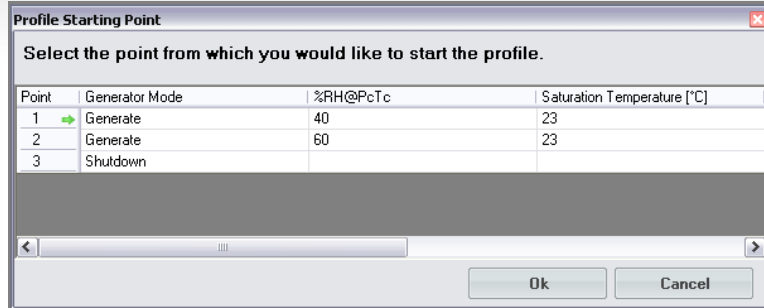 Profile Starting Point
Select the point from which you would like to start the profile.
Point Generator Mode %RH@PcTc Saturation Temperature [°C]
1 Generate 40 23
2 Generate 60 23
3 Shutdown
Ok Cancel